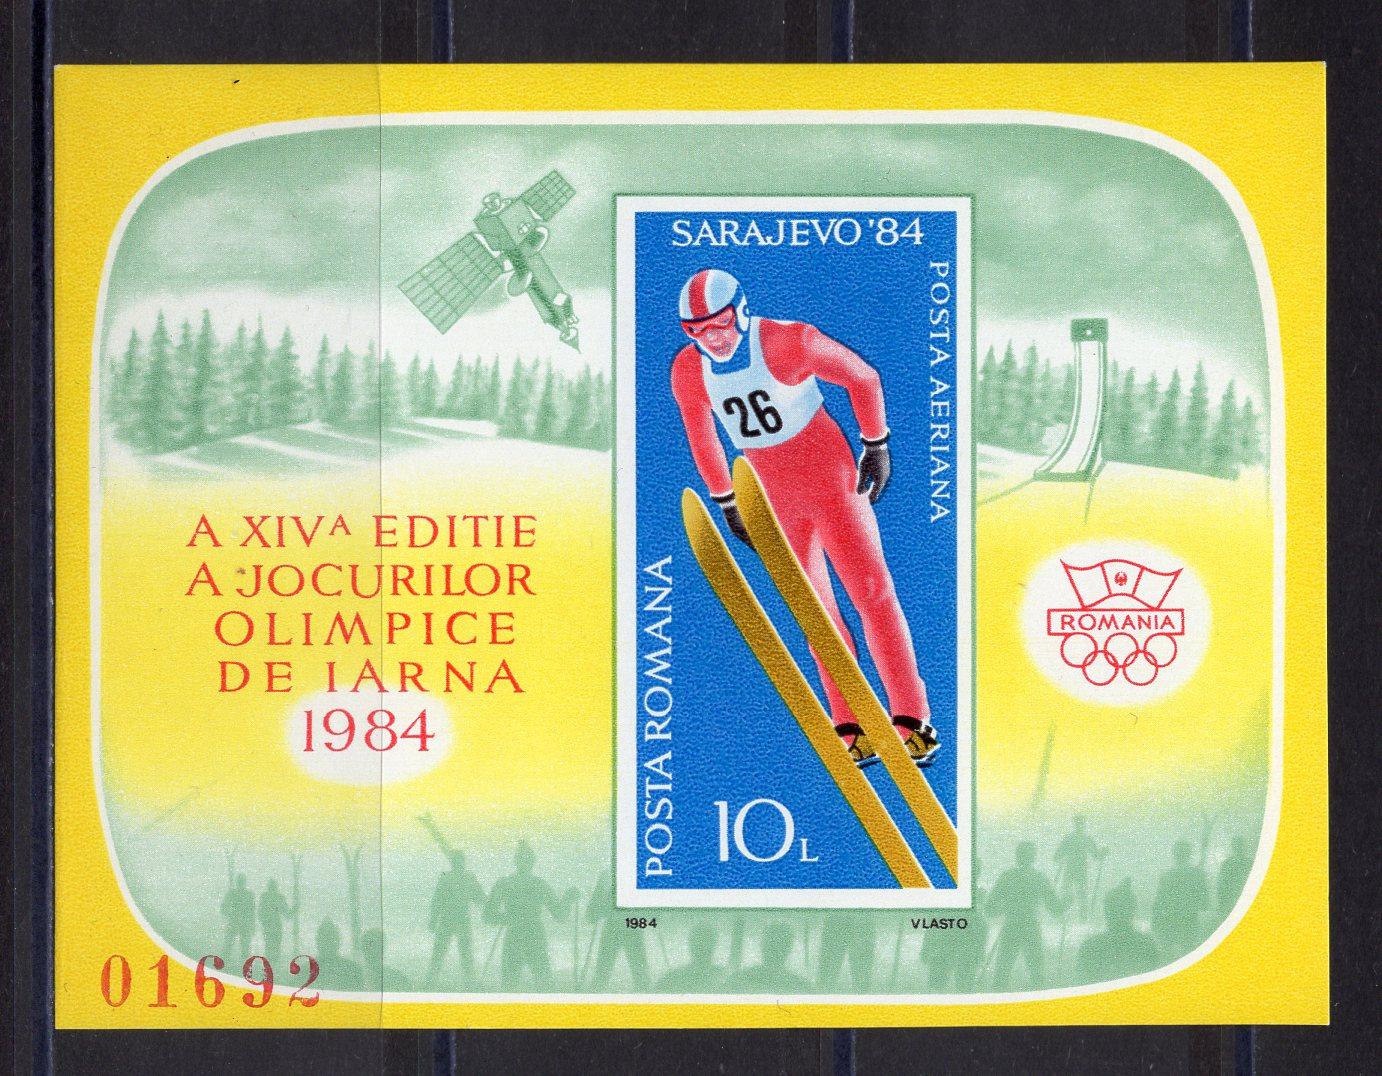 SARAJEVO '84
POSTA AERIANA
26
A XIVA EDITIE
A JOCURILOR
OLIMPICE
DE IARNA
1984
POSTA ROMANA
ROMANIA
10L
1984
VLASTO
01692